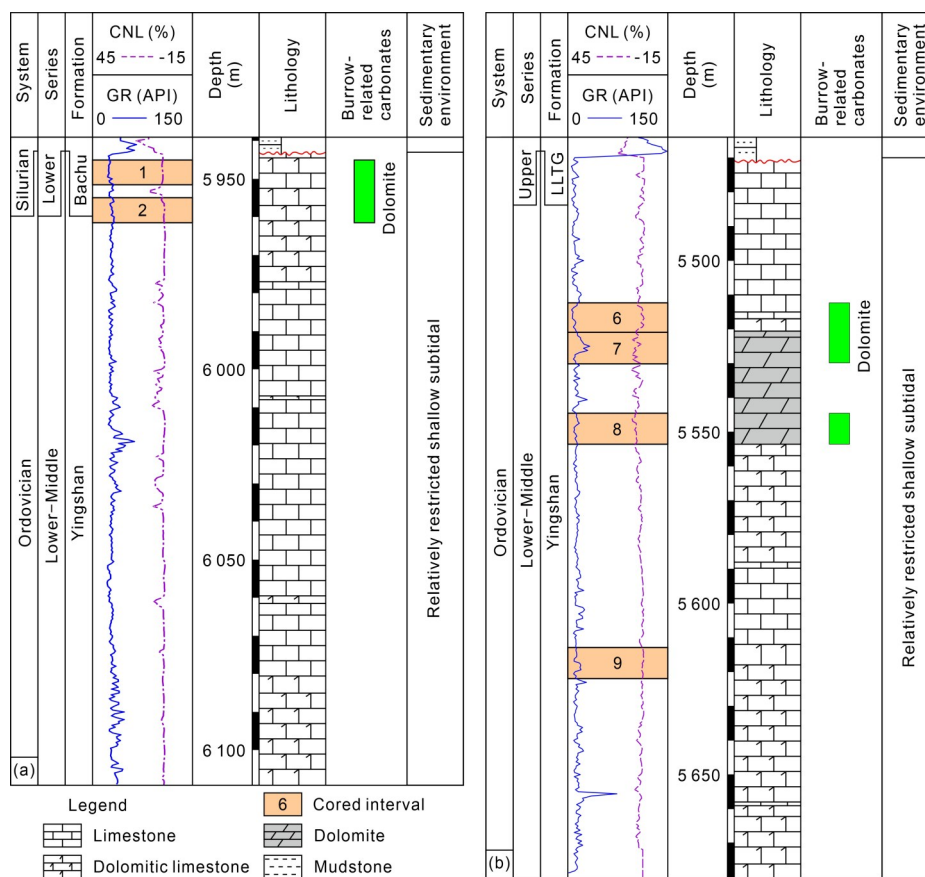 System
Series
Formation
CNL (%)
45 -15
GR (API)
0 150
Depth
(m)
Lithology
Burrow-
related
carbonates
Sedimentary
environment
Silurian
Lower
Bachu
Ordovician
Lower-Middle
Yingshan
1
2
5 950
6 000
6 050
6 100
Dolomite
Relatively restricted shallow subtidal
(a)
System
Series
Formation
CNL (%)
45 -15
GR (API)
0 150
Depth
(m)
Lithology
Burrow-
related
carbonates
Sedimentary
environment
Upper
LLTG
Ordovician
Lower-Middle
Yingshan
6
7
8
9
5 500
5 550
5 600
5 650
Dolomite
Relatively restricted shallow subtidal
(b)
Legend
6 Cored interval
Limestone
Dolomite
Dolomitic limestone
Mudstone